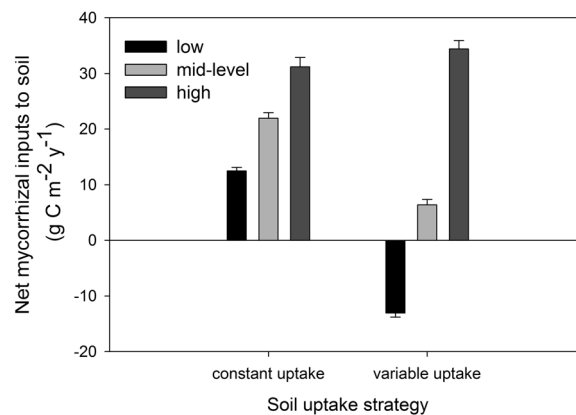 Net mycorrhizal inputs to soil
(g C m⁻² y⁻¹)
40
30
20
10
0
-10
-20
low
mid-level
high
constant uptake
variable uptake
Soil uptake strategy